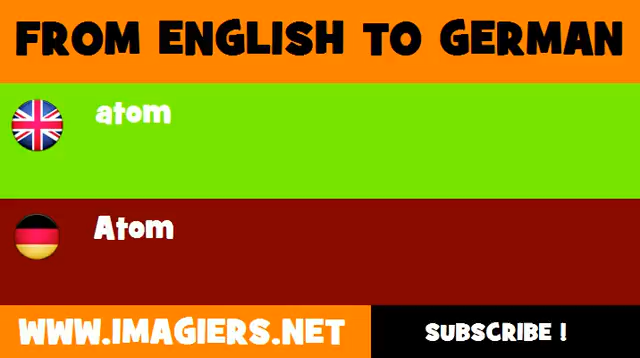 FROM ENGLISH TO GERMAN
atom
Atom
WWW.IMAGIERS.NET
SUBSCRIBE !